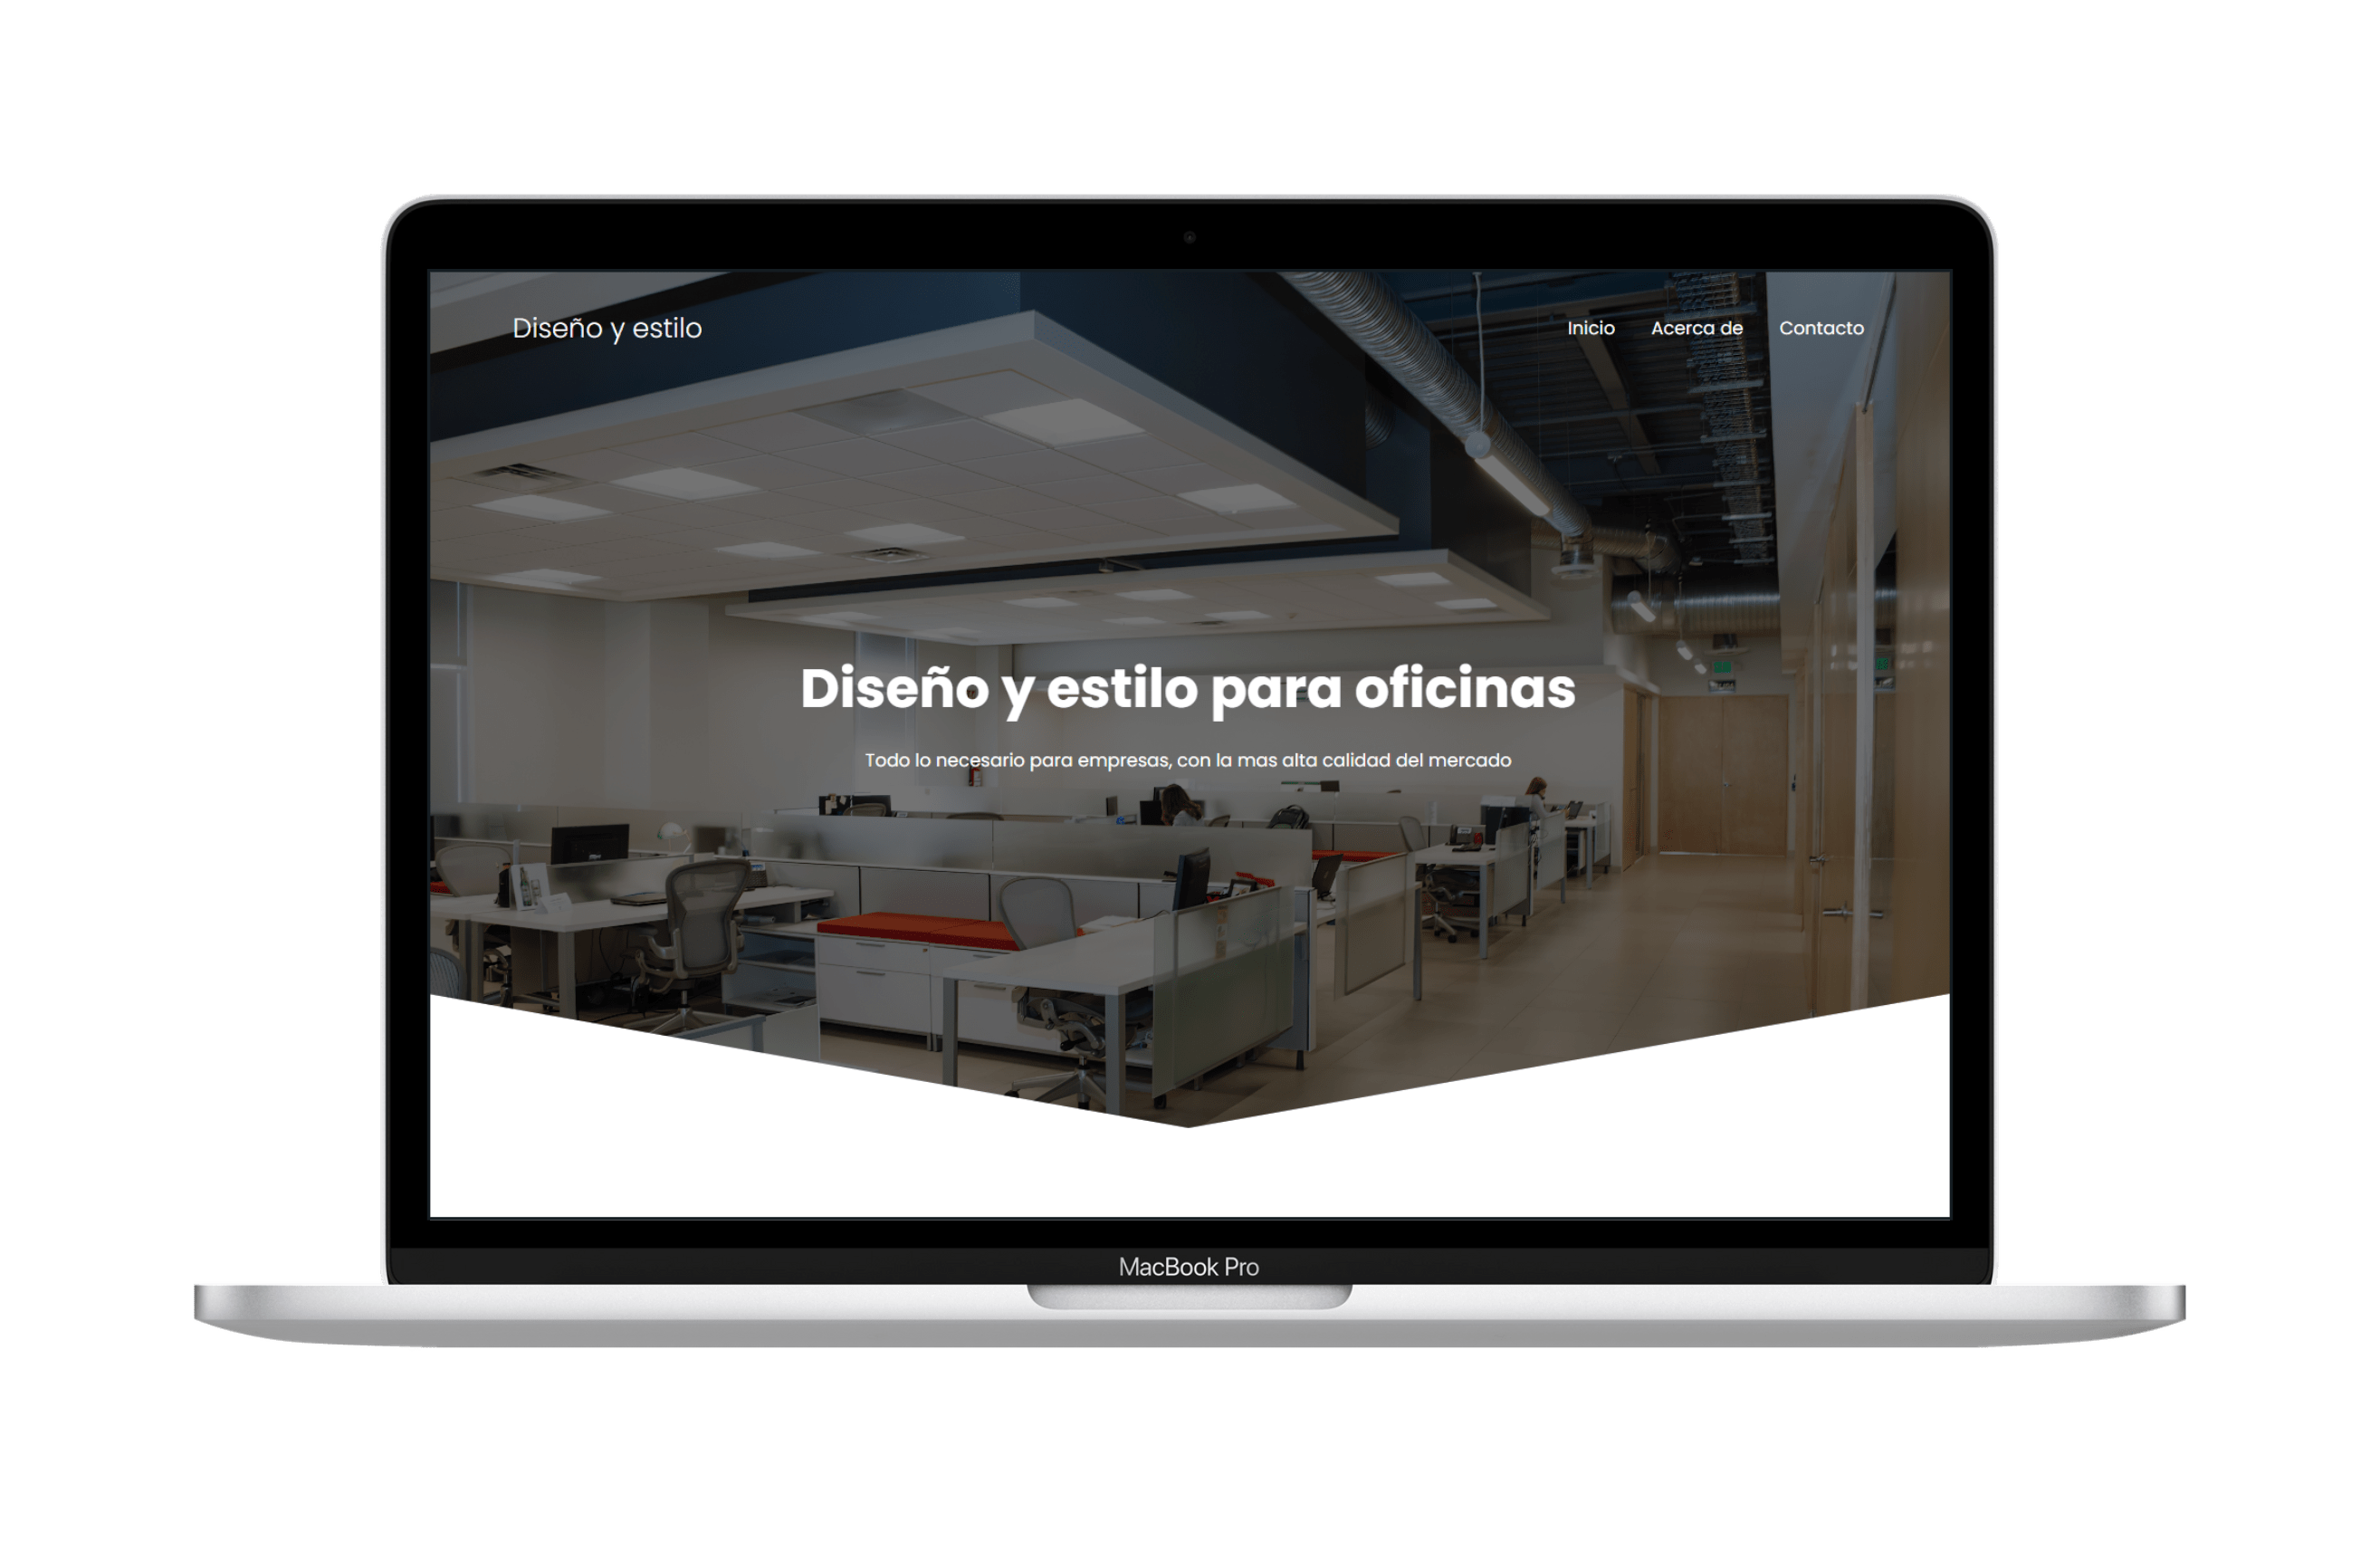 Diseño y estilo
Inicio Acerca de Contacto
Diseño y estilo para oficinas
Todo lo necesario para empresas, con la mas alta calidad del mercado
MacBook Pro